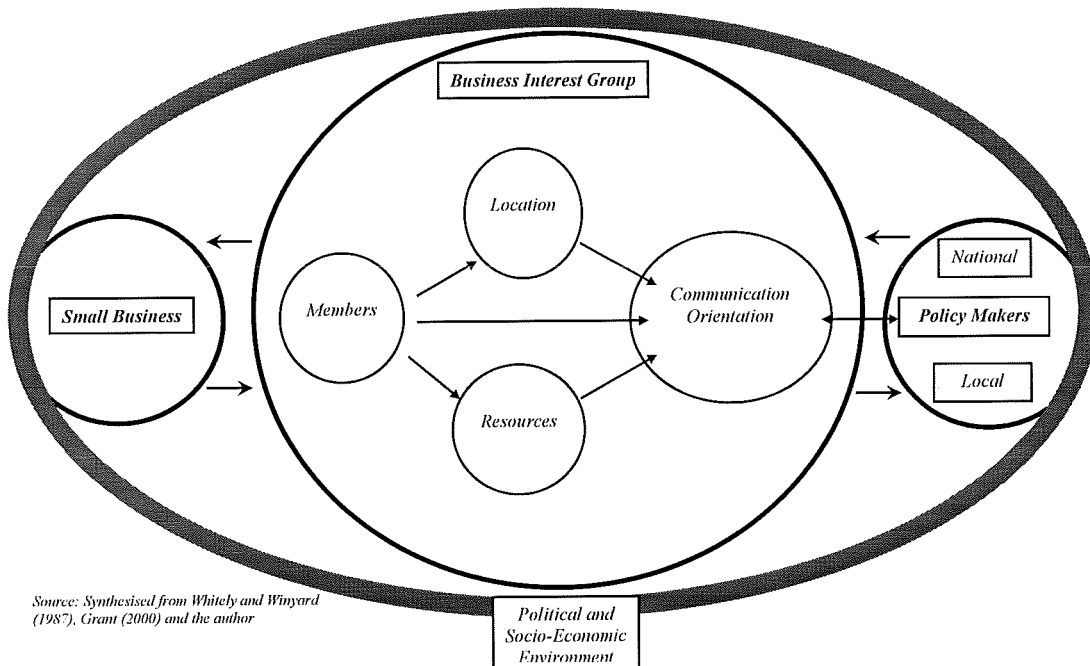 Business Interest Group
Location
Members
Communication
Orientation
Resources
Small Business
National
Policy Makers
Local
Source: Synthesised from Whitely and Winyard
(1987), Grant (2000) and the author
Political and
Socio-Economic
Environment